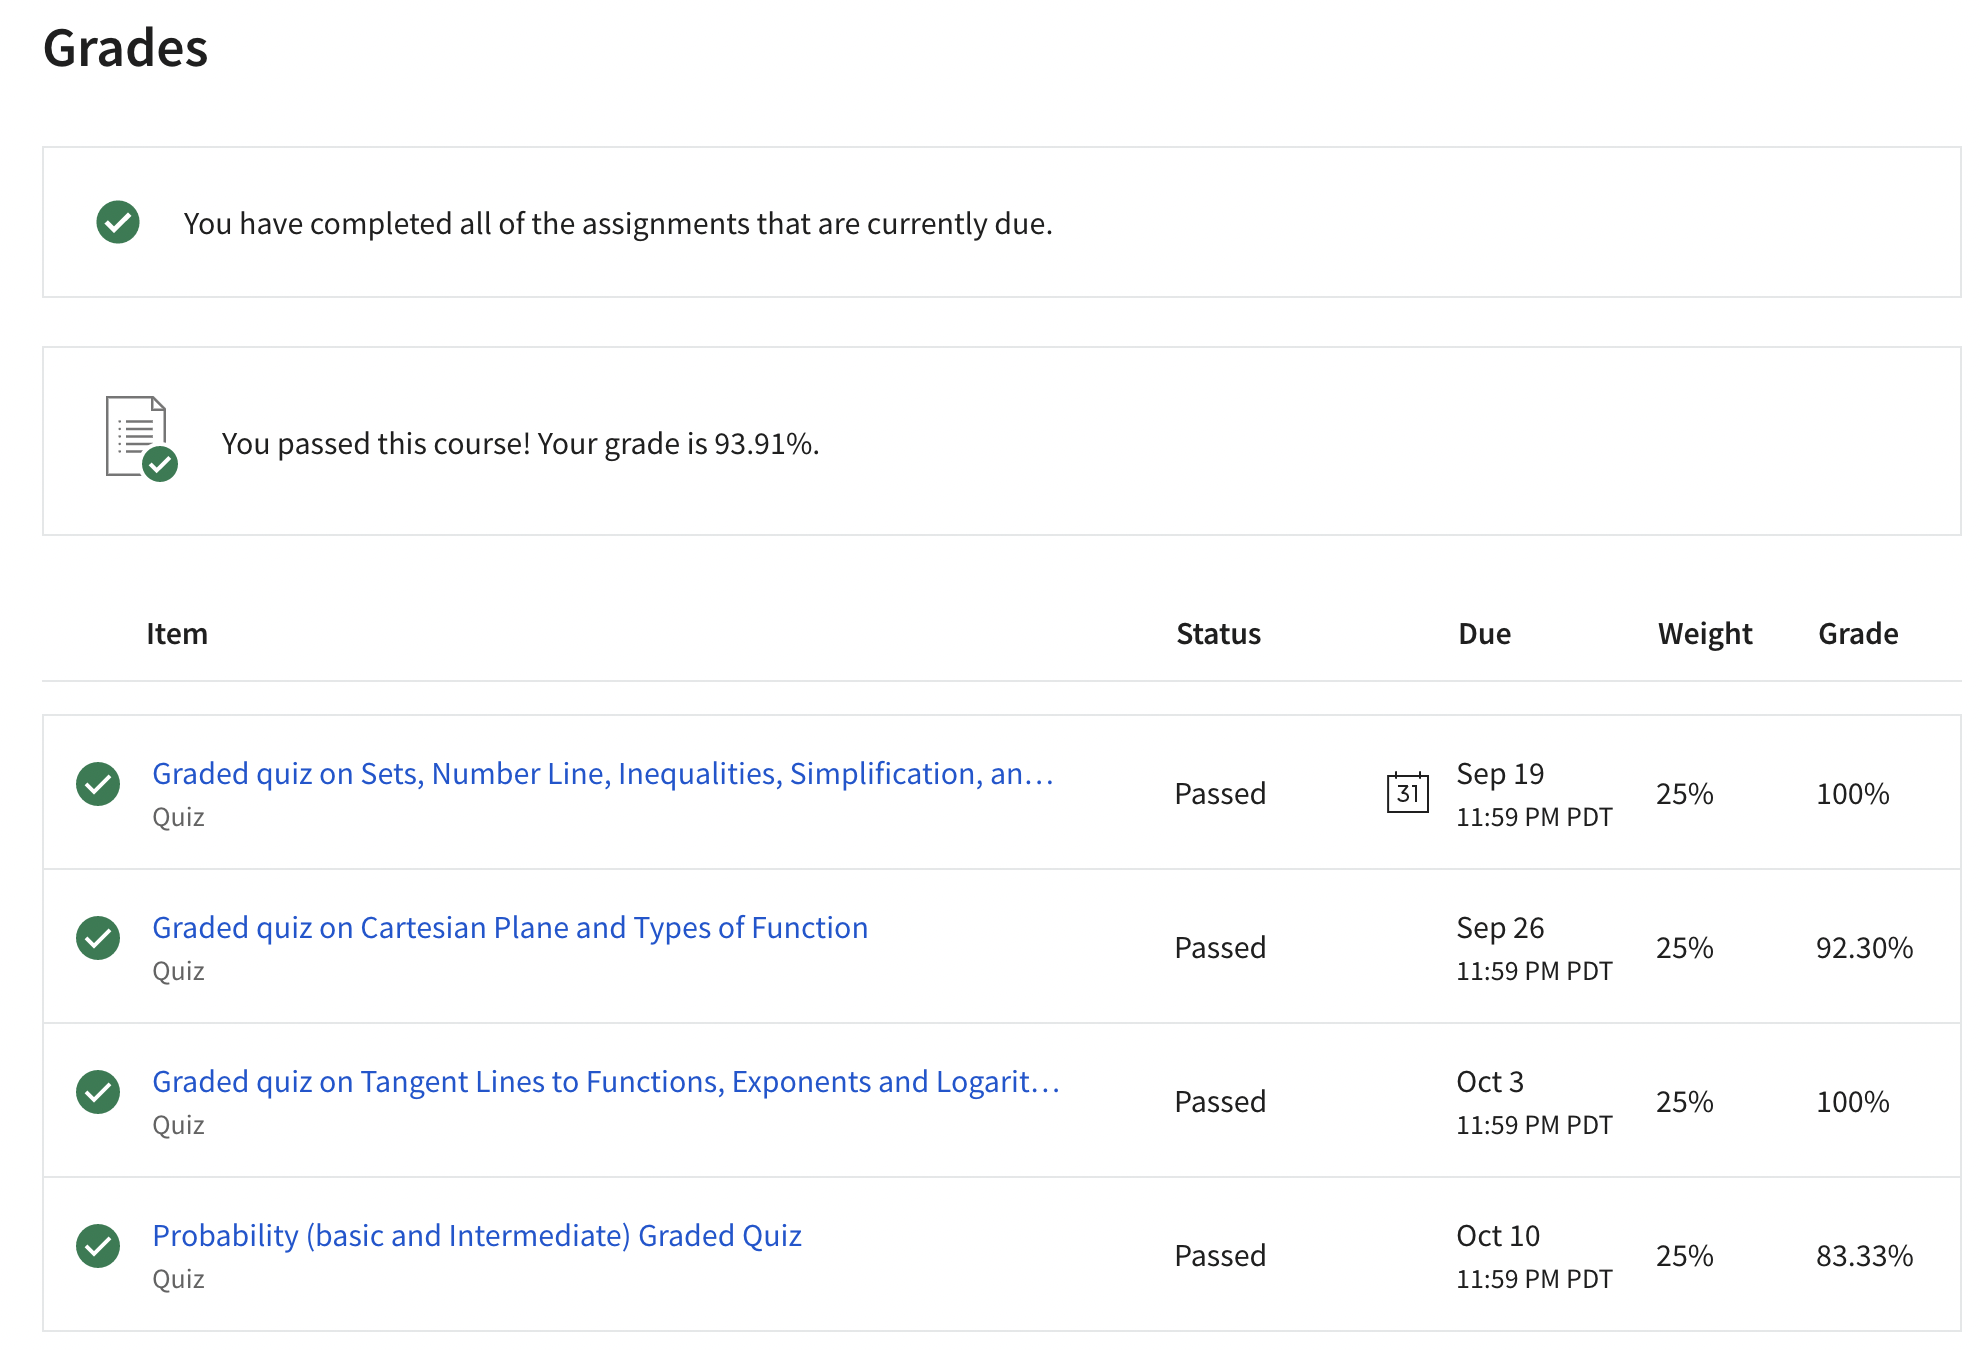 Grades
You have completed all of the assignments that are currently due.
You passed this course! Your grade is 93.91%.
Item Status Due Weight Grade
Graded quiz on Sets, Number Line, Inequalities, Simplification, an…
Quiz
Passed
31
Sep 19
11:59 PM PDT
25%
100%
Graded quiz on Cartesian Plane and Types of Function
Quiz
Passed
Sep 26
11:59 PM PDT
25%
92.30%
Graded quiz on Tangent Lines to Functions, Exponents and Logarit…
Quiz
Passed
Oct 3
11:59 PM PDT
25%
100%
Probability (basic and Intermediate) Graded Quiz
Quiz
Passed
Oct 10
11:59 PM PDT
25%
83.33%